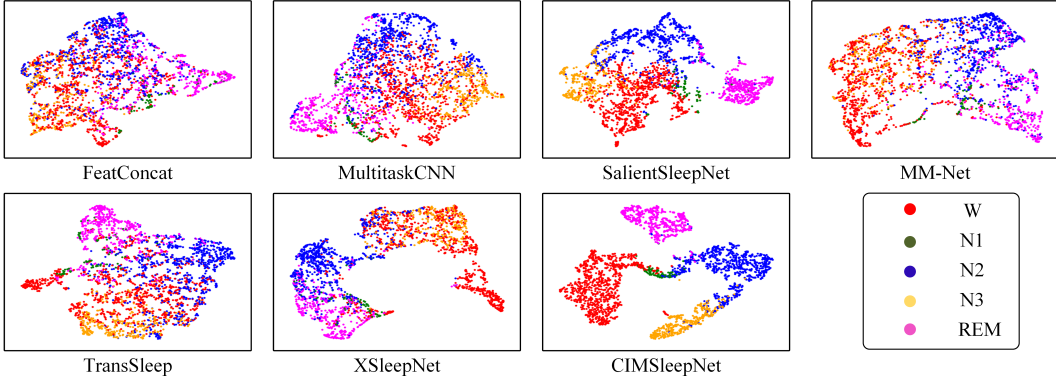 FeatConcat
MultitaskCNN
SalientSleepNet
MM-Net
TransSleep
XSleepNet
CIMSleepNet
W
N1
N2
N3
REM